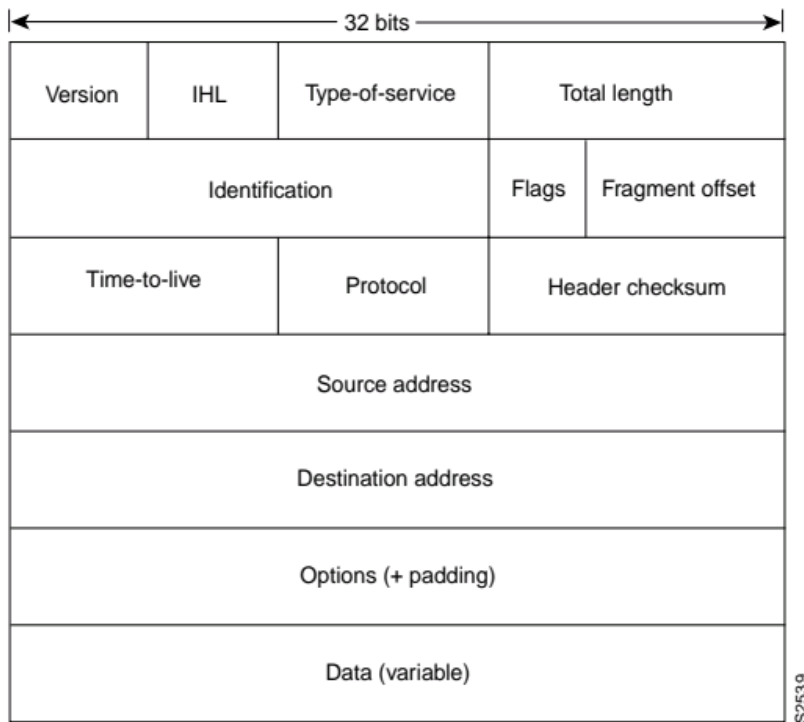 32 bits
Version IHL Type-of-service Total length
Identification Flags Fragment offset
Time-to-live Protocol Header checksum
Source address
Destination address
Options (+ padding)
Data (variable)
S2539